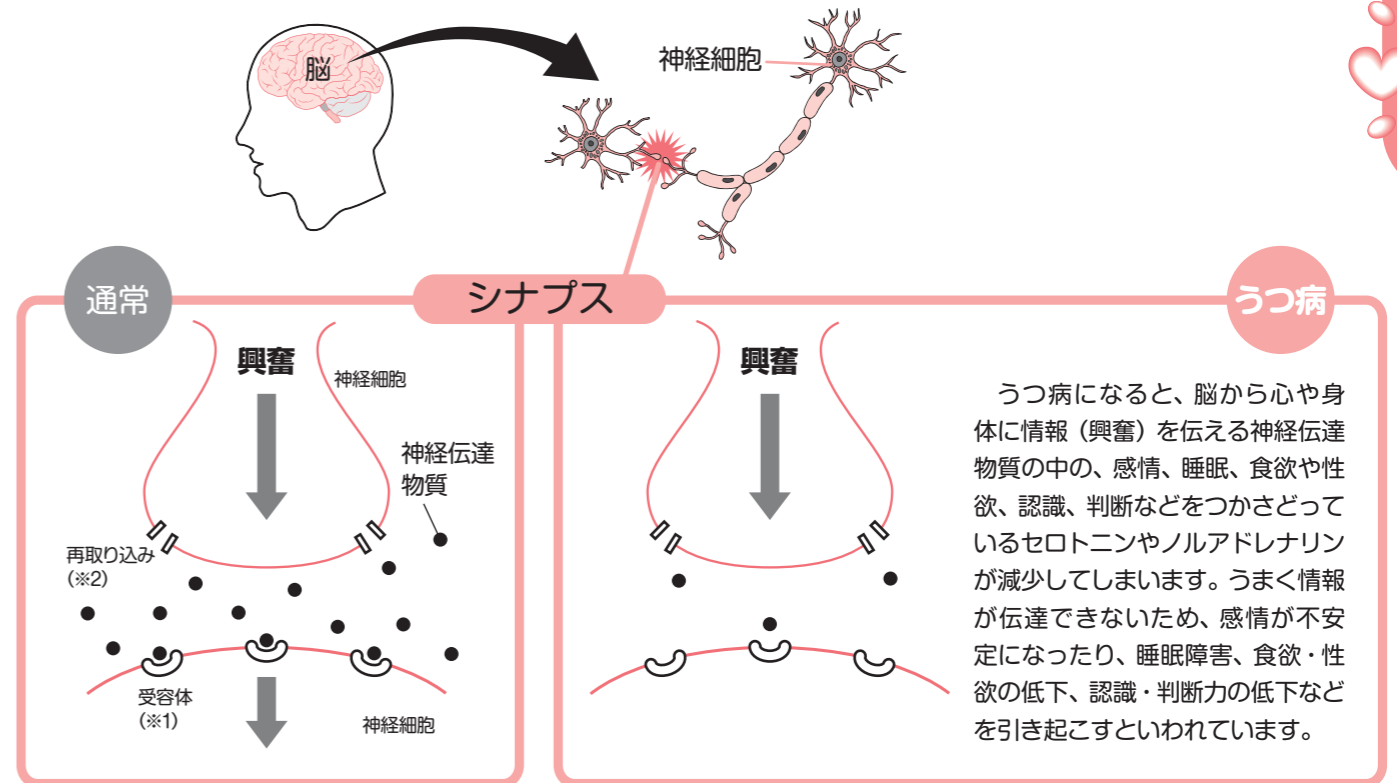 脳
神経細胞
シナプス
通常
興奮
神経細胞
神経伝達
物質
再取り込み
(※2)
受容体
(※1)
神経細胞
うつ病
興奮
うつ病になると、脳から心や身
体に情報（興奮）を伝える神経伝達
物質の中の、感情、睡眠、食欲や性
欲、認識、判断などをつかさどって
いるセロトニンやノルアドレナリン
が減少してしまいます。うまく情報
が伝達できないため、感情が不安
定になったり、睡眠障害、食欲・性
欲の低下、認識・判断力の低下など
を引き起こすといわれています。